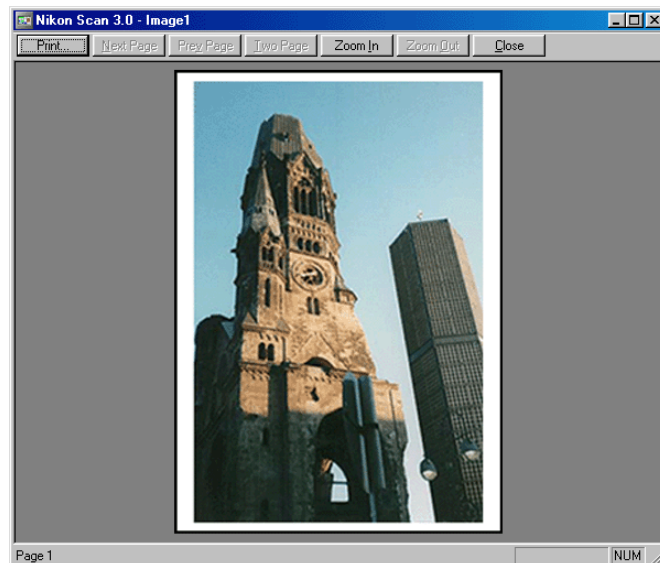 Nikon Scan 3.0 - Image1
Print... Next Page Prev Page Two Page Zoom In Zoom Out Close
Page 1 NUM